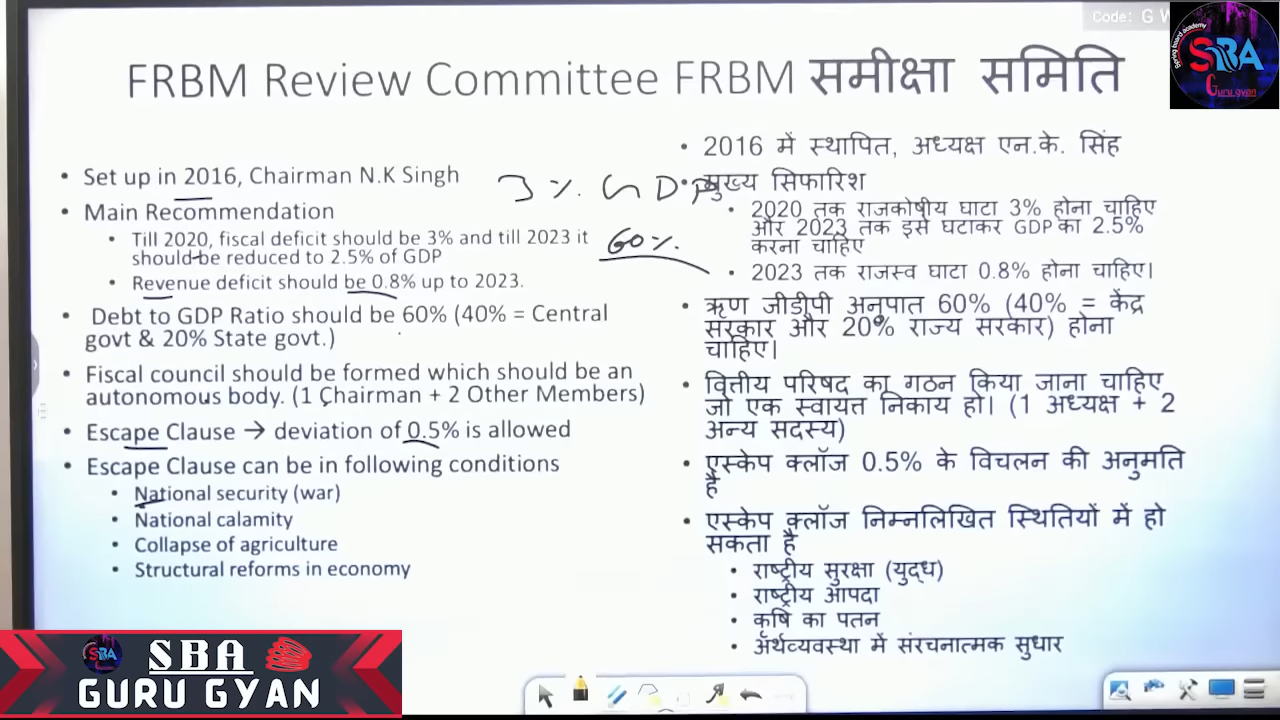 Code: G W
Spring board academy
SBA
Guru gyan
FRBM Review Committee FRBM समीक्षा समिति
• Set up in 2016, Chairman N.K Singh
3 %. GDP
• Main Recommendation
• Till 2020, fiscal deficit should be 3% and till 2023 it
should be reduced to 2.5% of GDP
60%.
• Revenue deficit should be 0.8% up to 2023.
• Debt to GDP Ratio should be 60% (40% = Central
govt & 20% State govt.)
• Fiscal council should be formed which should be an
autonomous body. (1 Chairman + 2 Other Members)
• Escape Clause → deviation of 0.5% is allowed
• Escape Clause can be in following conditions
• National security (war)
• National calamity
• Collapse of agriculture
• Structural reforms in economy
• 2016 में स्थापित, अध्यक्ष एन.के. सिंह
• मुख्य सिफारिश
• 2020 तक राजकोषीय घाटा 3% होना चाहिए
और 2023 तक इसे घटाकर GDP का 2.5%
करना चाहिए
• 2023 तक राजस्व घाटा 0.8% होना चाहिए।
• ऋण जीडीपी अनुपात 60% (40% = केंद्र
सरकार और 20% राज्य सरकार) होना
चाहिए।
• वित्तीय परिषद का गठन किया जाना चाहिए
जो एक स्वायत्त निकाय हो। (1 अध्यक्ष + 2
अन्य सदस्य)
• एस्केप क्लॉज 0.5% के विचलन की अनुमति
है
• एस्केप क्लॉज निम्नलिखित स्थितियों में हो
सकता है
• राष्ट्रीय सुरक्षा (युद्ध)
• राष्ट्रीय आपदा
• कृषि का पतन
• अर्थव्यवस्था में संरचनात्मक सुधार
SBA
GURU GYAN